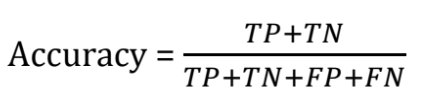 Accuracy = TP+TN / TP+TN+FP+FN